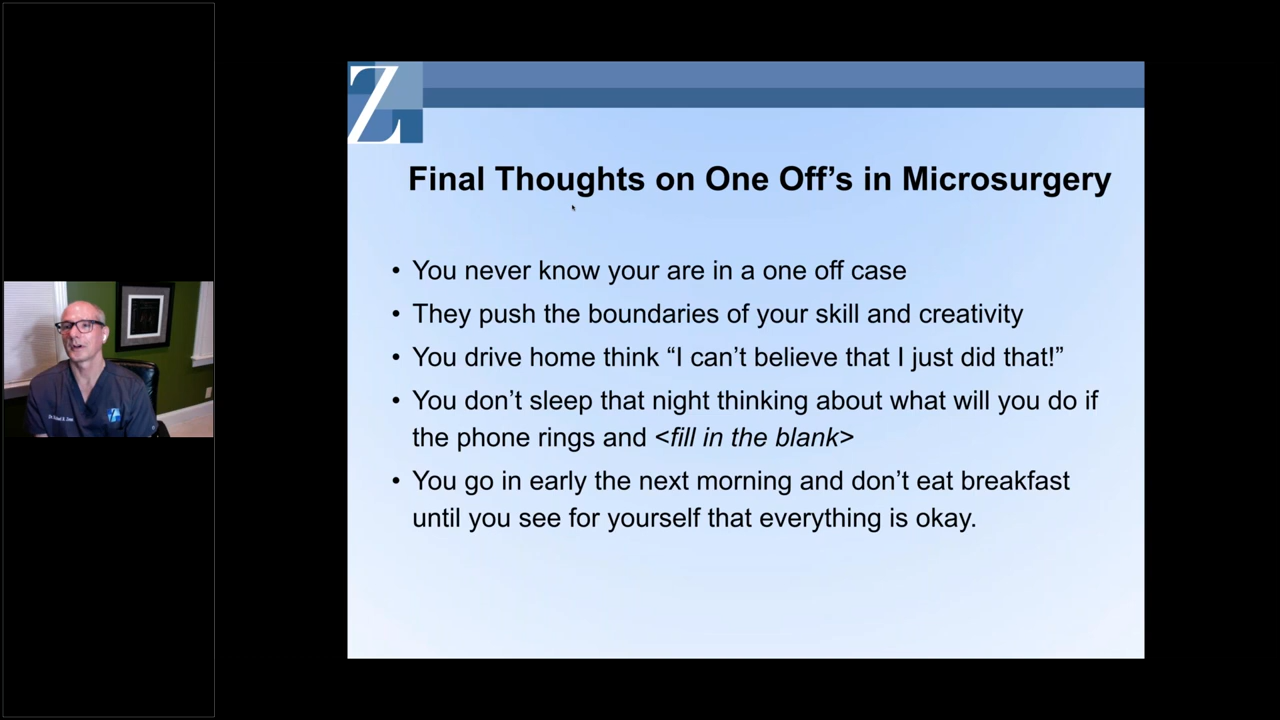 Z
Final Thoughts on One Off’s in Microsurgery
• You never know your are in a one off case
• They push the boundaries of your skill and creativity
• You drive home think “I can’t believe that I just did that!”
• You don’t sleep that night thinking about what will you do if
the phone rings and <fill in the blank>
• You go in early the next morning and don’t eat breakfast
until you see for yourself that everything is okay.